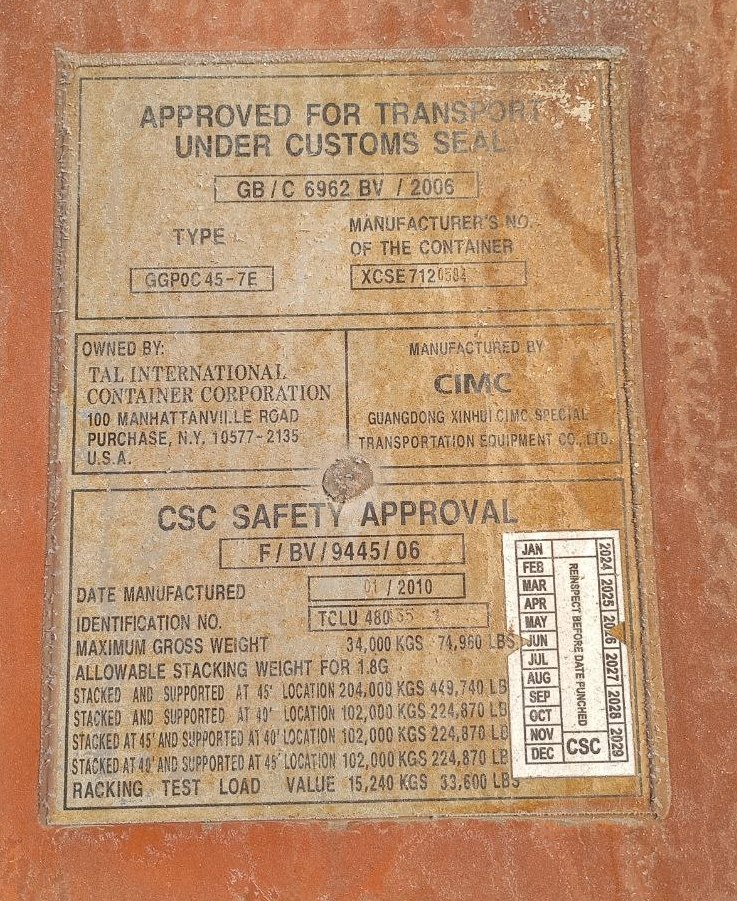 APPROVED FOR TRANSPORT
UNDER CUSTOMS SEAL
GB/C 6962 BV / 2006
TYPE
GGP0C45-7E
MANUFACTURER'S NO.
OF THE CONTAINER
OWNED BY:
TAL INTERNATIONAL
CONTAINER CORPORATION
100 MANHATTANVILLE ROAD
PURCHASE, N.Y. 10577-2135
U.S.A.
MANUFACTURED BY
CIMC
GUANGDONG XINHUI CIMC SPECIAL
TRANSPORTATION EQUIPMENT CO., LTD.
CSC SAFETY APPROVAL
F/BV/9445/06
DATE MANUFACTURED 01 / 2010
IDENTIFICATION NO. TCLU
MAXIMUM GROSS WEIGHT 34,000 KGS 74,960 LBS
ALLOWABLE STACKING WEIGHT FOR 1.8G
STACKED AND SUPPORTED AT 45' LOCATION 204,000 KGS 449,740 LB
STACKED AND SUPPORTED AT 40' LOCATION 102,000 KGS 224,870 LB
STACKED AT 45' AND SUPPORTED AT 40' LOCATION 102,000 KGS 224,870 LB
STACKED AT 40' AND SUPPORTED AT 45' LOCATION 102,000 KGS 224,870 LB
RACKING TEST LOAD VALUE 15,240 KGS 33,600 LBS
JAN
FEB
MAR
APR
MAY
JUN
JUL
AUG
SEP
OCT
NOV
DEC
REINSPECT BEFORE DATE PUNCHED
CSC
2024 2025 2026 2027 2028 2029